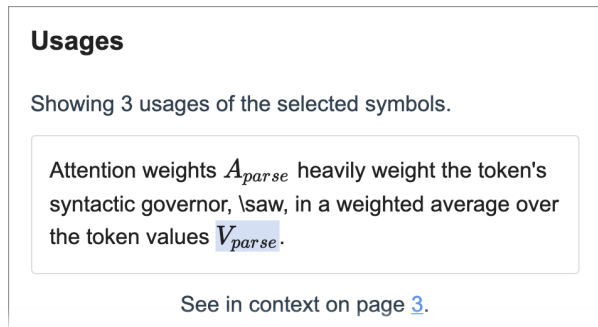 Usages
Showing 3 usages of the selected symbols.
Attention weights A_parse heavily weight the token's
syntactic governor, \saw, in a weighted average over
the token values V_parse.
See in context on page 3.